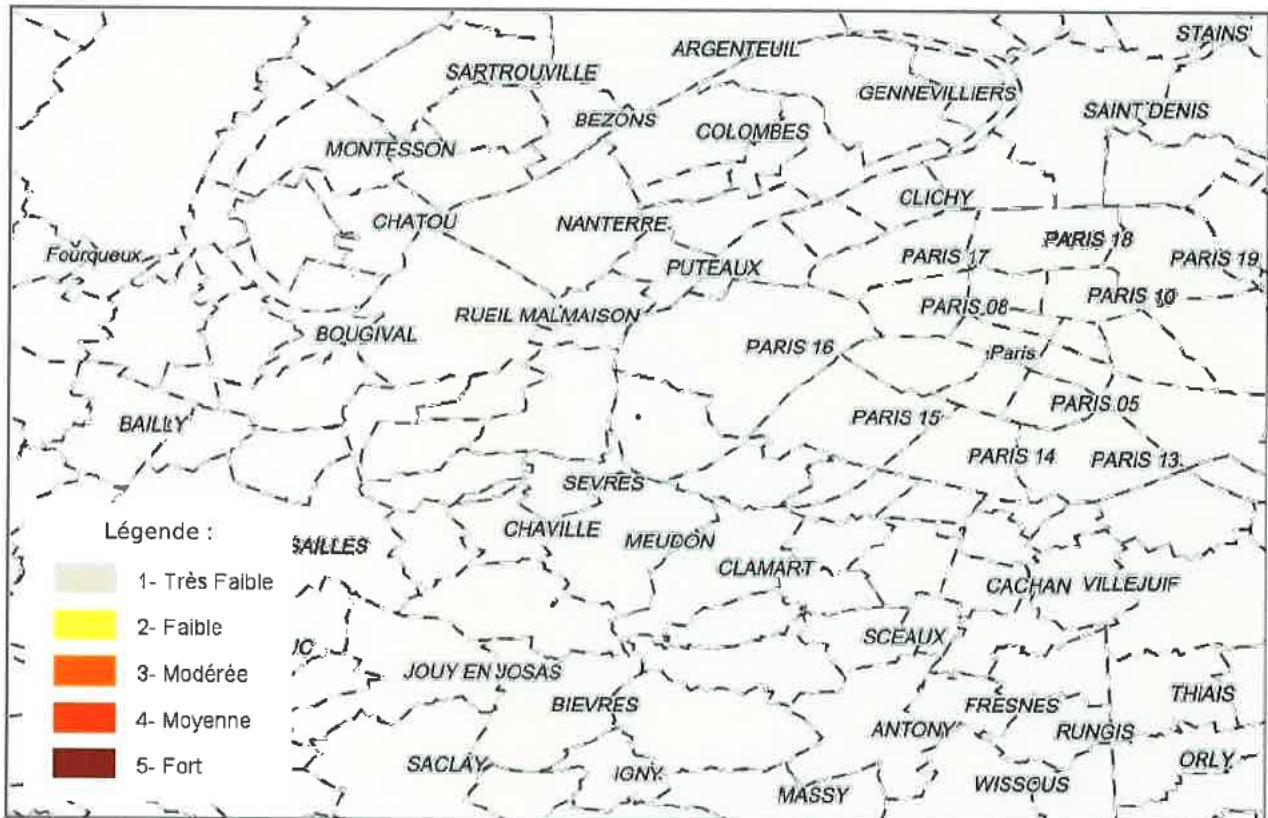 STAINS
ARGENTEUIL
SARTROUVILLE
GENNEVILLIERS
SAINT DENIS
BEZONS
COLOMBES
MONTESSON
CLICHY
CHATOU
NANTERRE
PARIS 18
Fourqueux
PARIS 17
PARIS 19
PUTEAUX
PARIS 10
PARIS 08
RUEIL MALMAISON
BOUGIVAL
PARIS 16
Paris
PARIS 05
PARIS 15
BAILLY
PARIS 14
PARIS 13
SEVRES
CHAVILLE
MEUDON
Légende :
SAILLES
CLAMART
1- Très Faible
CACHAN
VILLEJUIF
2- Faible
SCEAUX
UC
JOUY EN JOSAS
3- Modérée
THIAIS
BIEVRES
FRESNES
4- Moyenne
ANTONY
RUNGIS
ORLY
5- Fort
SACLAY
IGNY
WISSOUS
MASSY